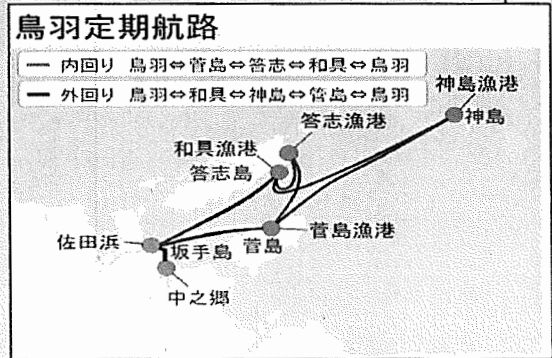 鳥羽定期航路
内回り 鳥羽⇔菅島⇔答志⇔和具⇔鳥羽
外回り 鳥羽⇔和具⇔神島⇔菅島⇔鳥羽
神島漁港
神島
答志漁港
和具漁港
答志島
菅島漁港
菅島
佐田浜
坂手島
中之郷